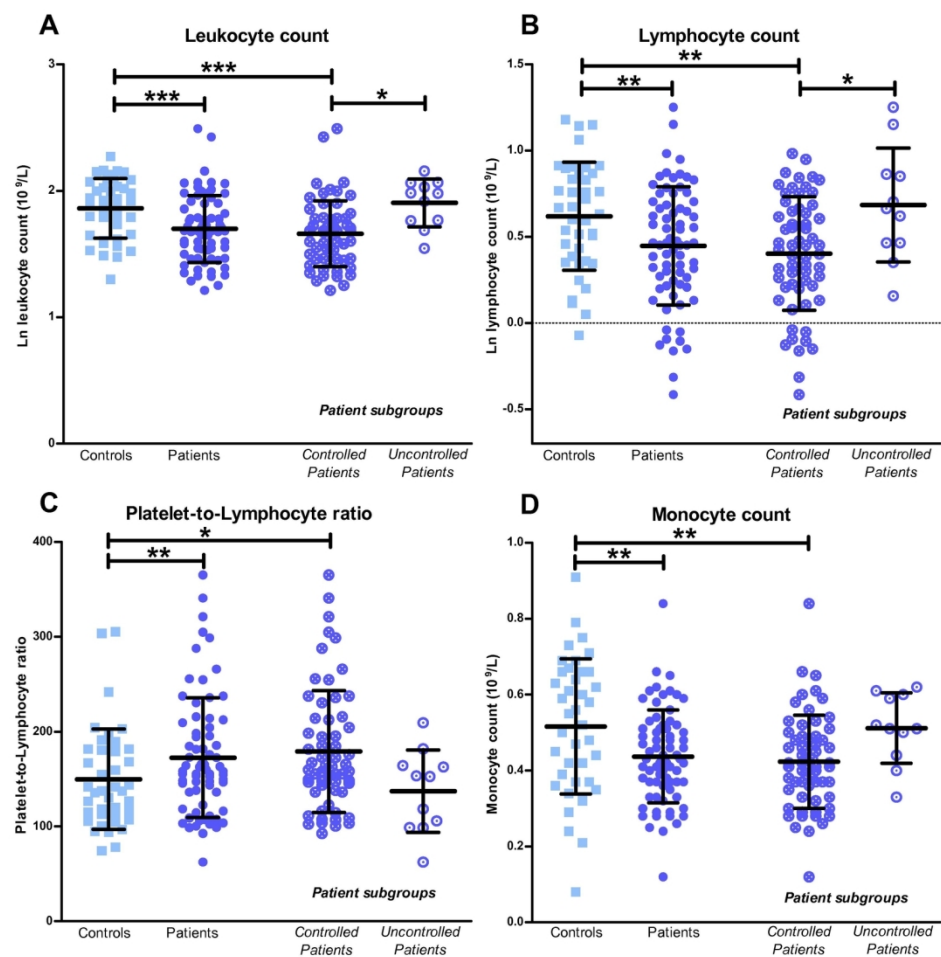 A
Leukocyte count
***
***
*
3
2
1
0
Ln leukocyte count (10 9/L)
Patient subgroups
Controls
Patients
Controlled
Patients
Uncontrolled
Patients
B
Lymphocyte count
**
**
*
1.5
1.0
0.5
0.0
-0.5
Ln lymphocyte count (10 9/L)
Patient subgroups
Controls
Patients
Controlled
Patients
Uncontrolled
Patients
C
Platelet-to-Lymphocyte ratio
*
**
400
300
200
100
0
Platelet-to-Lymphocyte ratio
Patient subgroups
Controls
Patients
Controlled
Patients
Uncontrolled
Patients
D
Monocyte count
**
**
1.0
0.8
0.6
0.4
0.2
0.0
Monocyte count (10 9/L)
Patient subgroups
Controls
Patients
Controlled
Patients
Uncontrolled
Patients